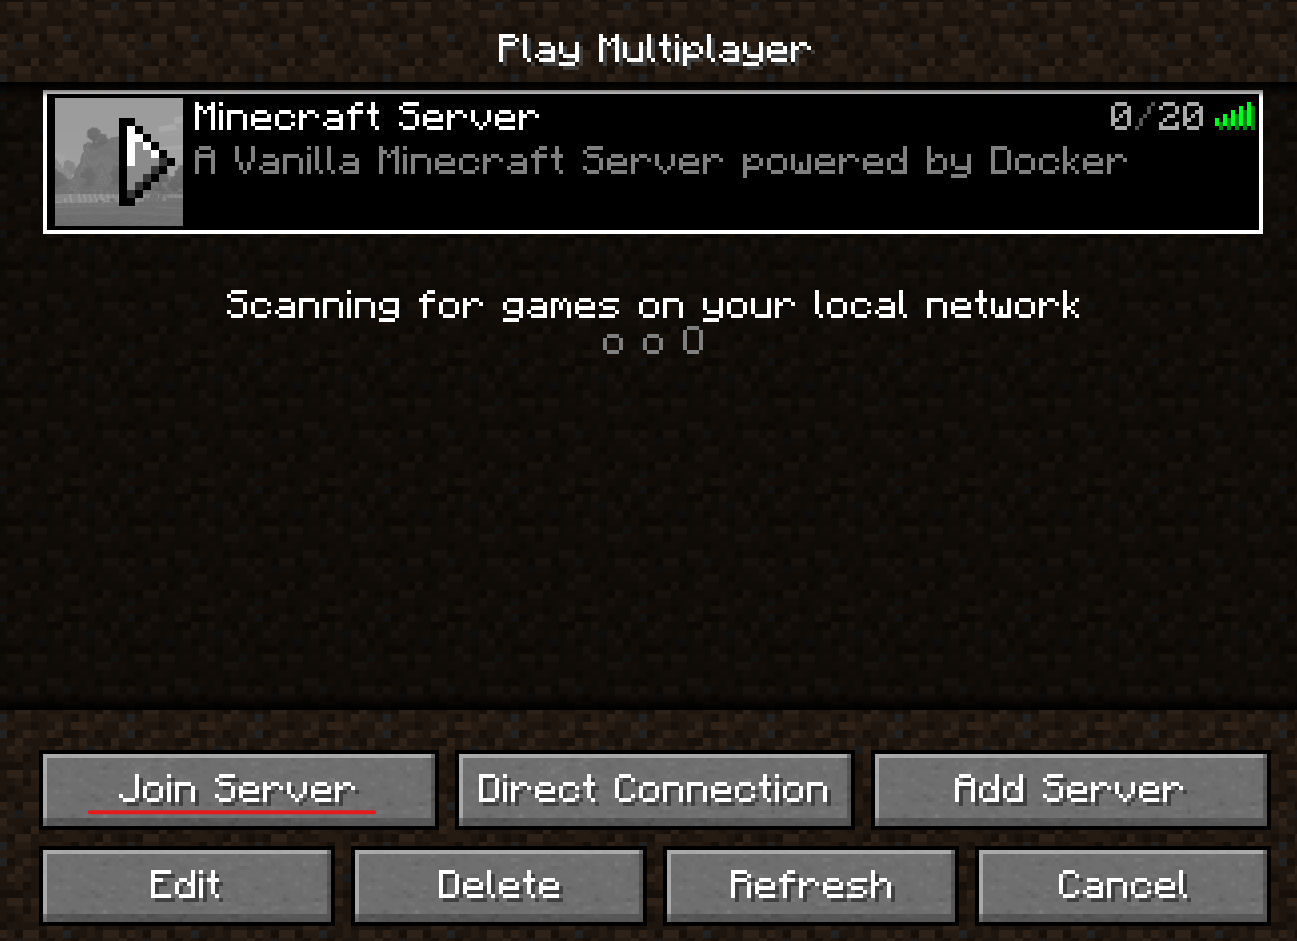 Play Multiplayer
Minecraft Server 0/20
A Vanilla Minecraft Server powered by Docker
Scanning for games on your local network
o o O
Join Server Direct Connection Add Server
Edit Delete Refresh Cancel